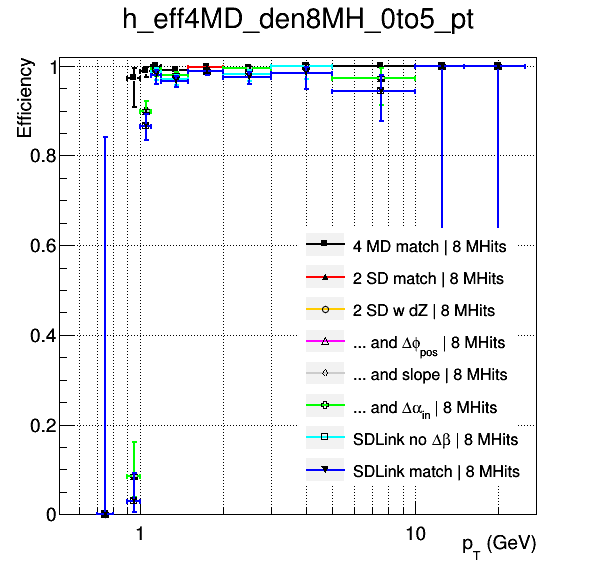 h_eff4MD_den8MH_0to5_pt
Efficiency
1
0.8
0.6
0.4
0.2
0
4 MD match | 8 MHits
2 SD match | 8 MHits
2 SD w dZ | 8 MHits
... and Δϕpos | 8 MHits
... and slope | 8 MHits
... and Δαin | 8 MHits
SDLink no Δβ | 8 MHits
SDLink match | 8 MHits
1 10
pT (GeV)